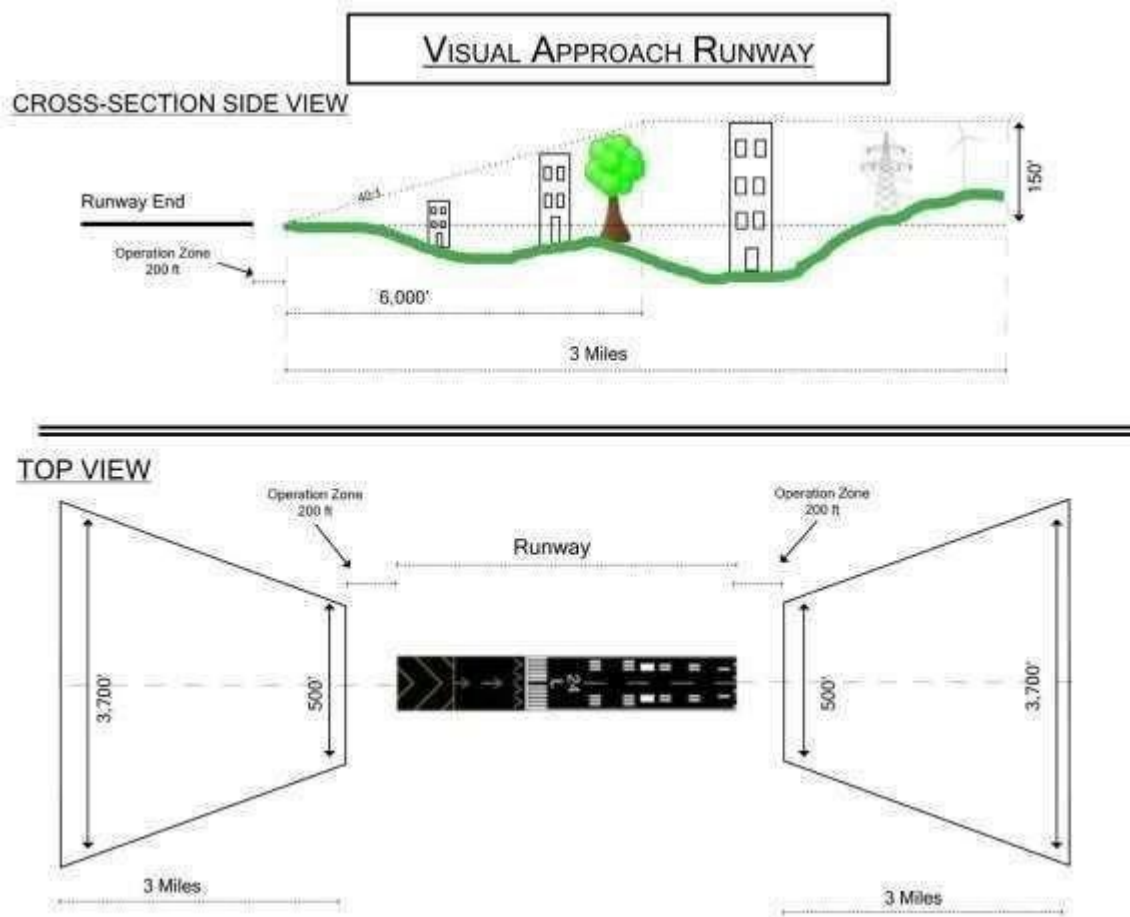 VISUAL APPROACH RUNWAY
CROSS-SECTION SIDE VIEW
40:1
Runway End
150'
Operation Zone
200 ft
6,000'
3 Miles
TOP VIEW
Operation Zone
200 ft
Operation Zone
200 ft
Runway
3,700'
500'
24
L
500'
3,700'
3 Miles
3 Miles